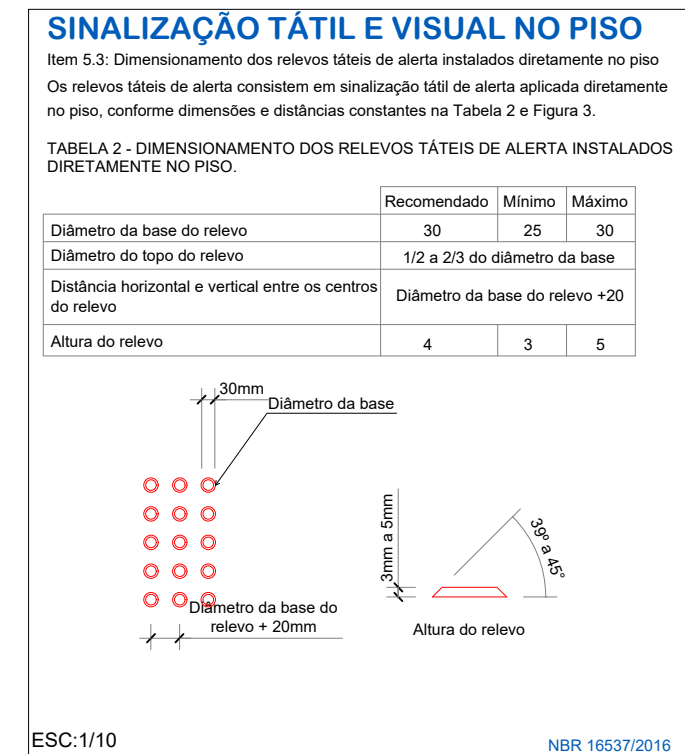 SINALIZAÇÃO TÁTIL E VISUAL NO PISO
Item 5.3: Dimensionamento dos relevos táteis de alerta instalados diretamente no piso
Os relevos táteis de alerta consistem em sinalização tátil de alerta aplicada diretamente
no piso, conforme dimensões e distâncias constantes na Tabela 2 e Figura 3.
TABELA 2 - DIMENSIONAMENTO DOS RELEVOS TÁTEIS DE ALERTA INSTALADOS
DIRETAMENTE NO PISO.
Recomendado Mínimo Máximo
Diâmetro da base do relevo 30 25 30
Diâmetro do topo do relevo 1/2 a 2/3 do diâmetro da base
Distância horizontal e vertical entre os centros
do relevo Diâmetro da base do relevo +20
Altura do relevo 4 3 5
30mm
Diâmetro da base
3mm a 5mm
39º a 45°
Diâmetro da base do
relevo + 20mm
Altura do relevo
ESC:1/10
NBR 16537/2016